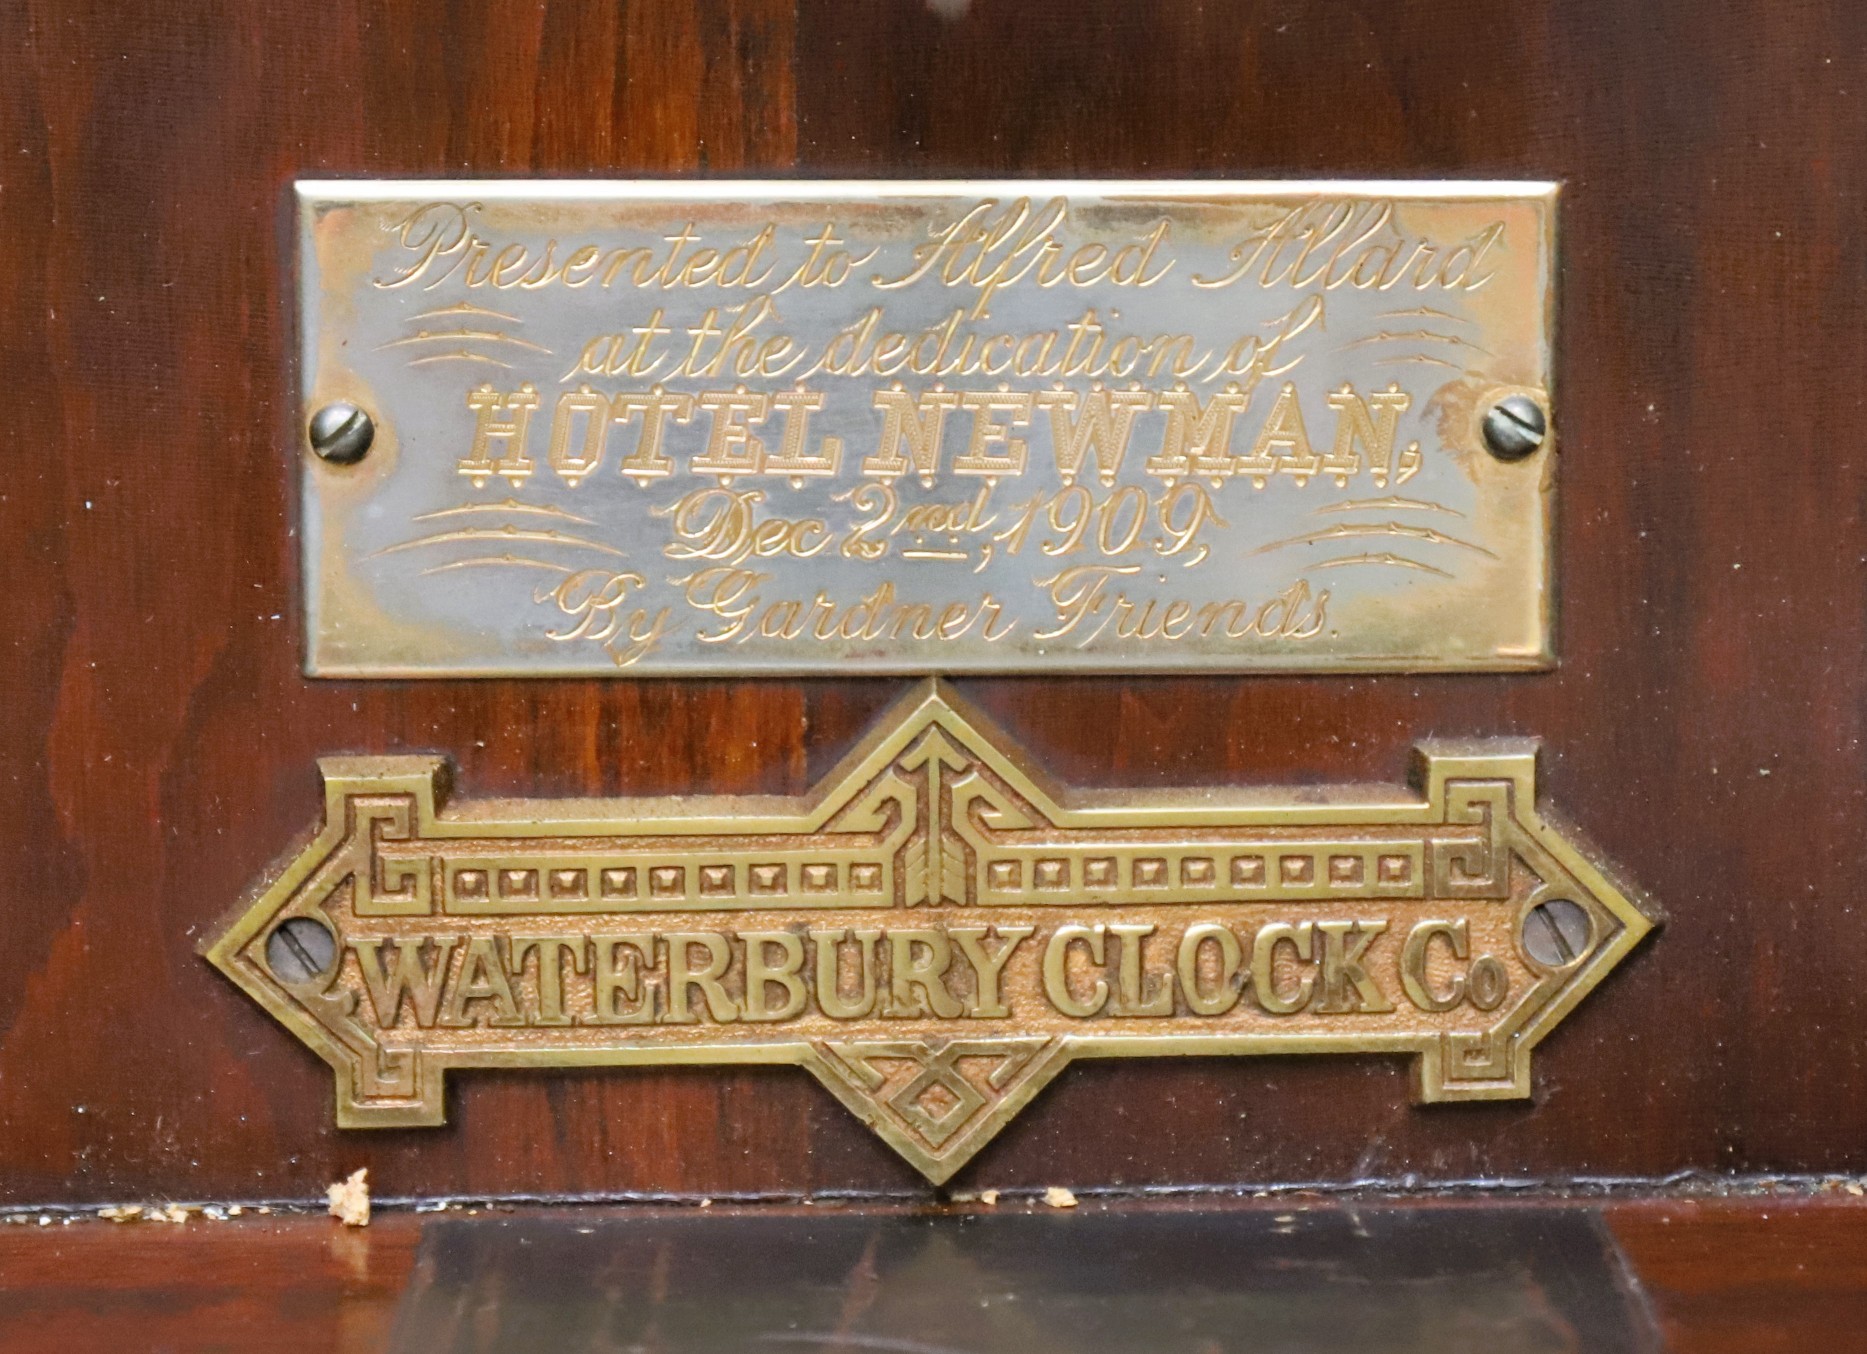 Presented to Alfred Allard
at the dedication of
HOTEL NEWMAN,
Dec 2nd, 1909,
By Gardner Friends.
WATERBURY CLOCK Co